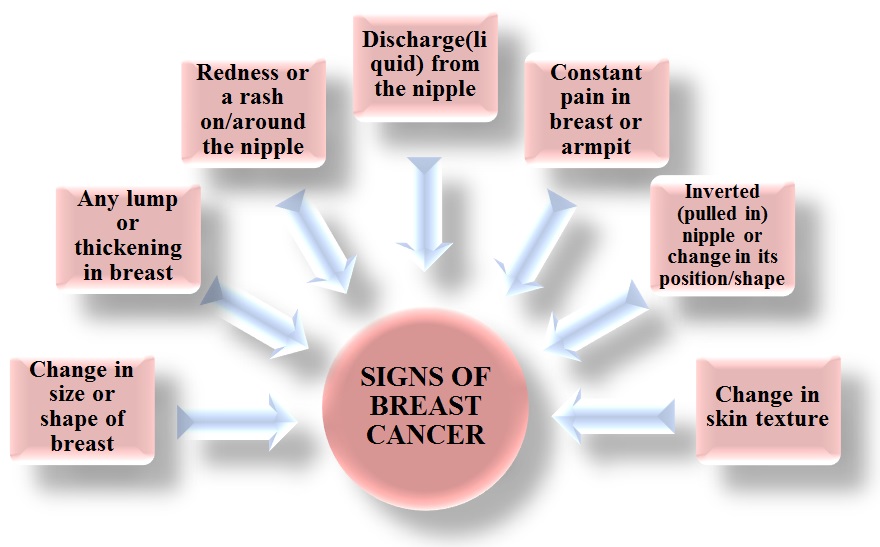 Discharge(li
quid) from
the nipple
Redness or
a rash
on/around
the nipple
Constant
pain in
breast or
armpit
Any lump
or
thickening
in breast
Inverted
(pulled in)
nipple or
change in its
position/shape
Change in
size or
shape of
breast
SIGNS OF
BREAST
CANCER
Change in
skin texture